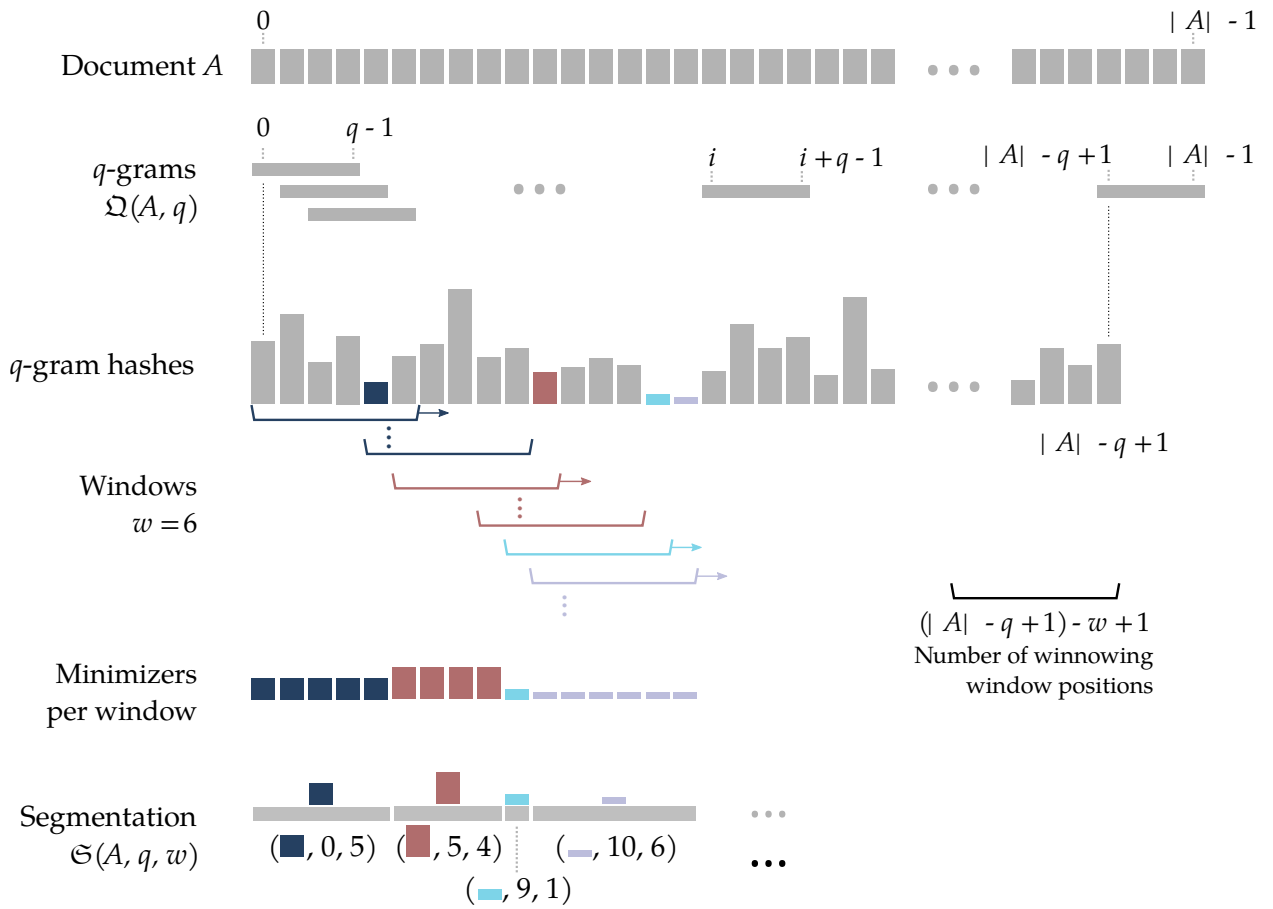 0
| A| - 1
Document A
0
q - 1
i
i + q - 1
| A| - q + 1
| A| - 1
q-grams
𝔔(A, q)
q-gram hashes
| A| - q + 1
Windows
w = 6
(| A| - q + 1) - w + 1
Number of winnowing
window positions
Minimizers
per window
Segmentation
𝔖(A, q, w)
( , 0, 5)
( , 5, 4)
( , 10, 6)
( , 9, 1)